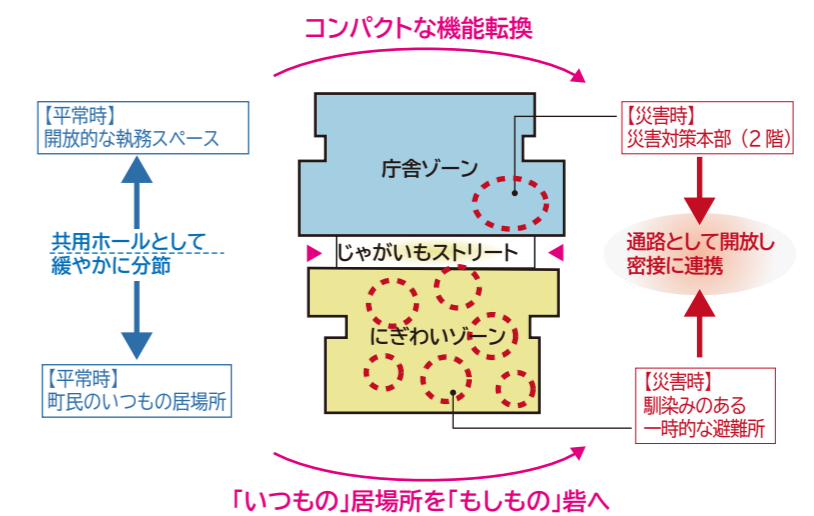 コンパクトな機能転換
【平常時】
開放的な執務スペース
共用ホールとして
緩やかに分節
【平常時】
町民のいつもの居場所
庁舎ゾーン
じゃがいもストリート
にぎわいゾーン
【災害時】
災害対策本部（2階）
通路として開放し
密接に連携
【災害時】
馴染みのある
一時的な避難所
「いつもの」居場所を「もしもの」砦へ